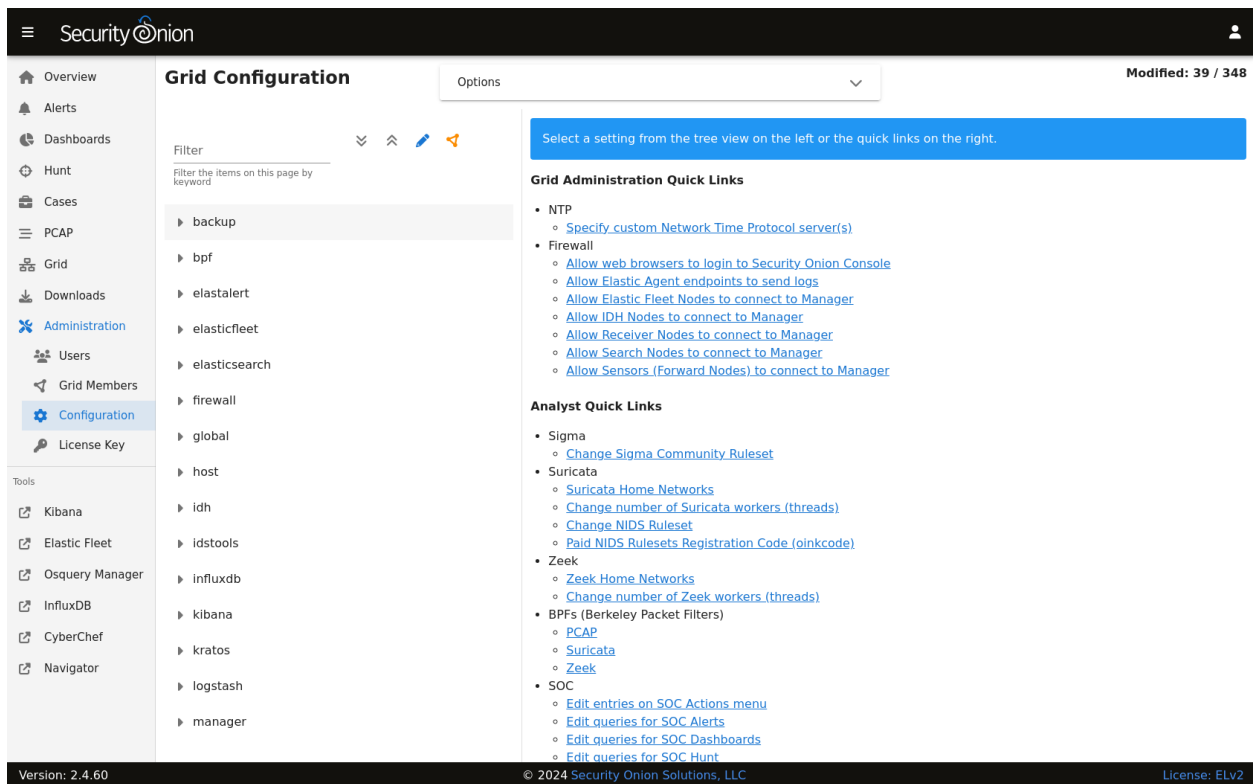 Security Onion
Overview
Alerts
Dashboards
Hunt
Cases
PCAP
Grid
Downloads
Administration
Users
Grid Members
Configuration
License Key
Tools
Kibana
Elastic Fleet
Osquery Manager
InfluxDB
CyberChef
Navigator
Grid Configuration
Options
Modified: 39 / 348
Filter
Filter the items on this page by
keyword
backup
bpf
elastalert
elasticfleet
elasticsearch
firewall
global
host
idh
idstools
influxdb
kibana
kratos
logstash
manager
Select a setting from the tree view on the left or the quick links on the right.
Grid Administration Quick Links
NTP
Specify custom Network Time Protocol server(s)
Firewall
Allow web browsers to login to Security Onion Console
Allow Elastic Agent endpoints to send logs
Allow Elastic Fleet Nodes to connect to Manager
Allow IDH Nodes to connect to Manager
Allow Receiver Nodes to connect to Manager
Allow Search Nodes to connect to Manager
Allow Sensors (Forward Nodes) to connect to Manager
Analyst Quick Links
Sigma
Change Sigma Community Ruleset
Suricata
Suricata Home Networks
Change number of Suricata workers (threads)
Change NIDS Ruleset
Paid NIDS Rulesets Registration Code (oinkcode)
Zeek
Zeek Home Networks
Change number of Zeek workers (threads)
BPFs (Berkeley Packet Filters)
PCAP
Suricata
Zeek
SOC
Edit entries on SOC Actions menu
Edit queries for SOC Alerts
Edit queries for SOC Dashboards
Edit queries for SOC Hunt
Version: 2.4.60
© 2024 Security Onion Solutions, LLC
License: ELv2